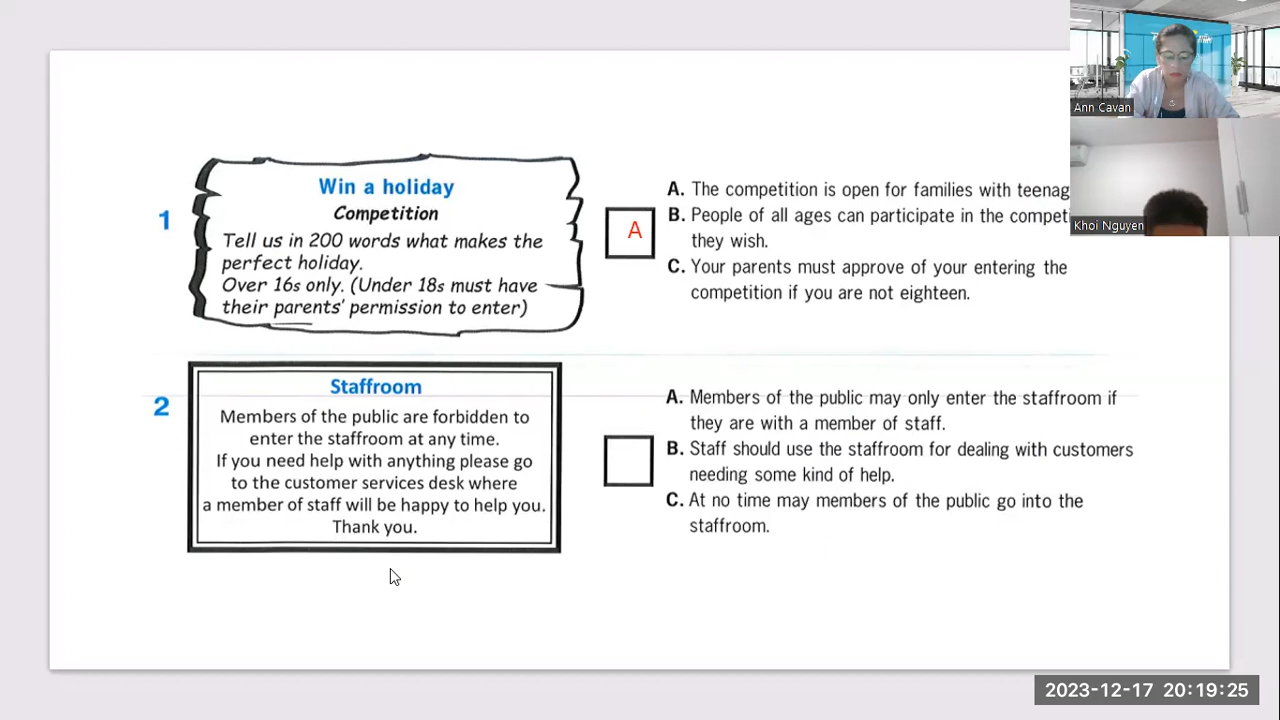 1
Win a holiday
Competition
Tell us in 200 words what makes the
perfect holiday.
Over 16s only. (Under 18s must have
their parents' permission to enter)
A
A. The competition is open for families with teenag
B. People of all ages can participate in the competi
they wish.
C. Your parents must approve of your entering the
competition if you are not eighteen.
2
Staffroom
Members of the public are forbidden to
enter the staffroom at any time.
If you need help with anything please go
to the customer services desk where
a member of staff will be happy to help you.
Thank you.
A. Members of the public may only enter the staffroom if
they are with a member of staff.
B. Staff should use the staffroom for dealing with customers
needing some kind of help.
C. At no time may members of the public go into the
staffroom.
Ann Cavan
Khoi Nguyen
2023-12-17 20:19:25